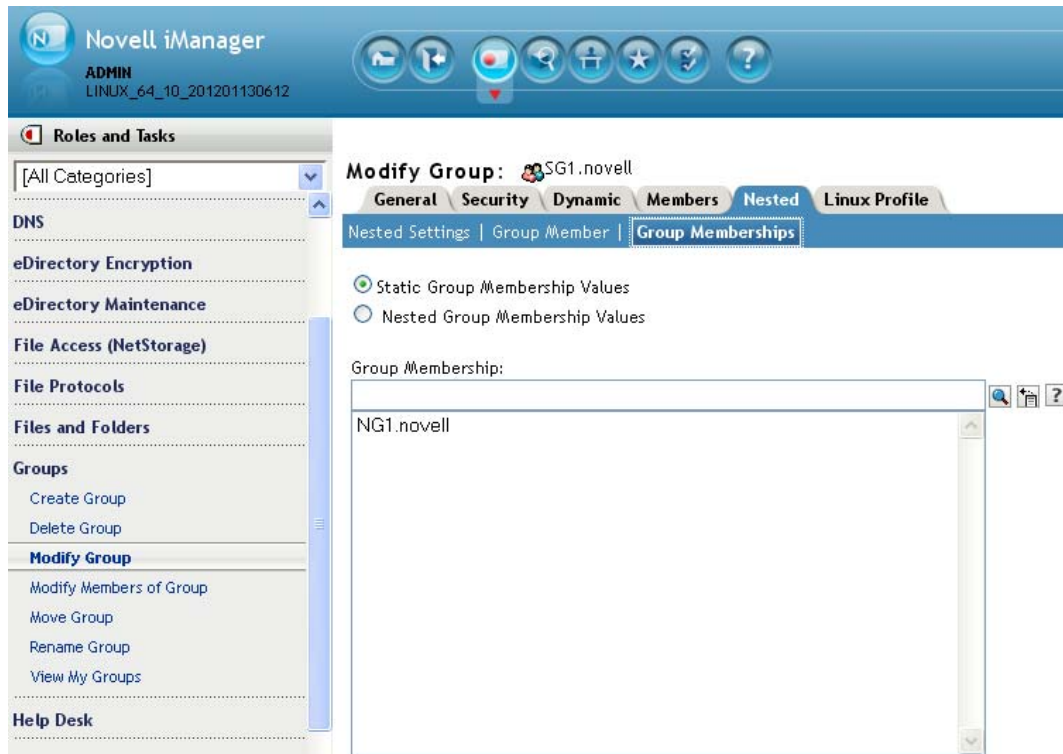 Novell iManager
ADMIN
LINUX_64_10_201201130612
Roles and Tasks
[All Categories]
DNS
eDirectory Encryption
eDirectory Maintenance
File Access (NetStorage)
File Protocols
Files and Folders
Groups
Create Group
Delete Group
Modify Group
Modify Members of Group
Move Group
Rename Group
View My Groups
Help Desk
Modify Group: SG1.novell
General Security Dynamic Members Nested Linux Profile
Nested Settings | Group Member | Group Memberships
Static Group Membership Values
Nested Group Membership Values
Group Membership:
NG1.novell